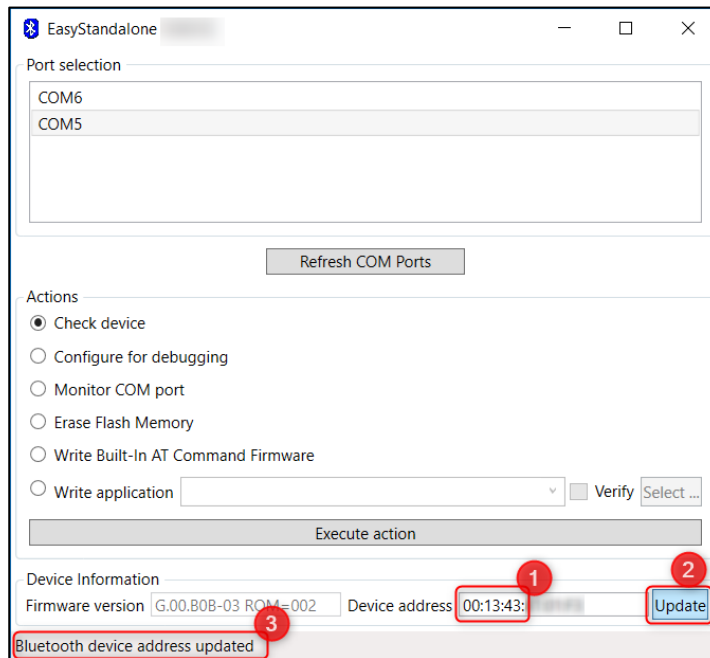 EasyStandalone
Port selection
COM6
COM5
Refresh COM Ports
Actions
Check device
Configure for debugging
Monitor COM port
Erase Flash Memory
Write Built-In AT Command Firmware
Write application Verify Select ...
Execute action
Device Information
1
2
Firmware version G.00.B0B-03 ROM=002 Device address 00:13:43: Update
3
Bluetooth device address updated